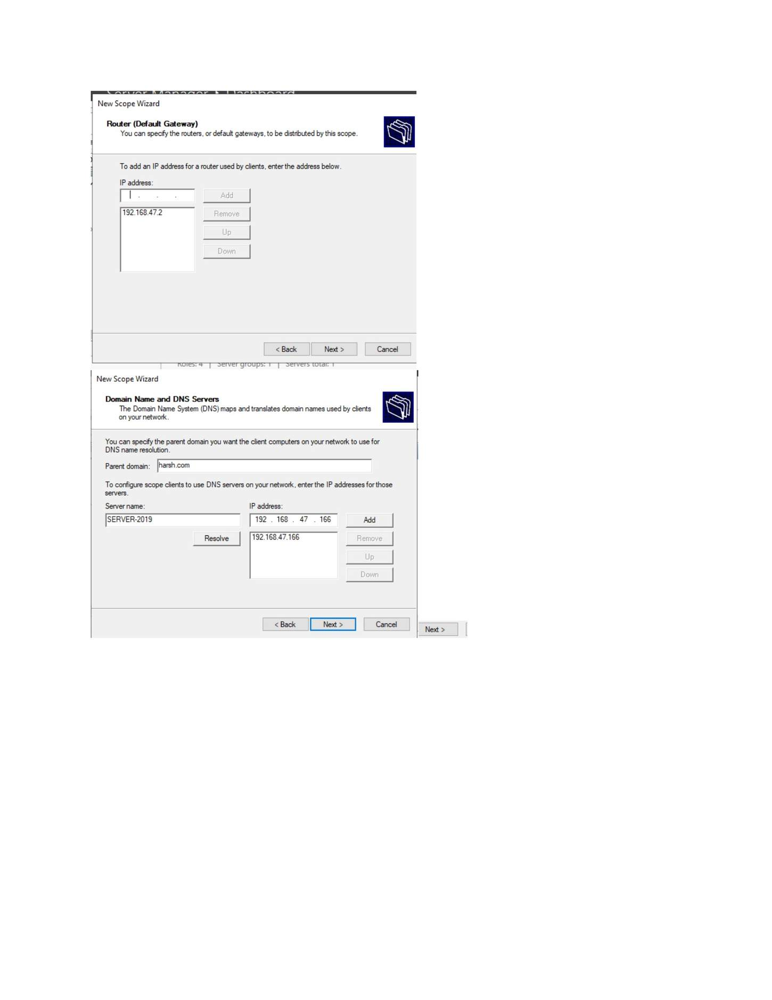 Server Manager Dashboard
New Scope Wizard
Router (Default Gateway)
You can specify the routers, or default gateways, to be distributed by this scope.
To add an IP address for a router used by clients, enter the address below.
IP address:
. . .
Add
192.168.47.2
Remove
Up
Down
< Back
Next >
Cancel
Roles: 4 | Server groups: 1 | Servers total: 1
New Scope Wizard
Domain Name and DNS Servers
The Domain Name System (DNS) maps and translates domain names used by clients
on your network.
You can specify the parent domain you want the client computers on your network to use for
DNS name resolution.
Parent domain: harsh.com
To configure scope clients to use DNS servers on your network, enter the IP addresses for those
servers.
Server name:
IP address:
SERVER-2019
192 . 168 . 47 . 166
Add
Resolve
192.168.47.166
Remove
Up
Down
< Back
Next >
Cancel
Next >